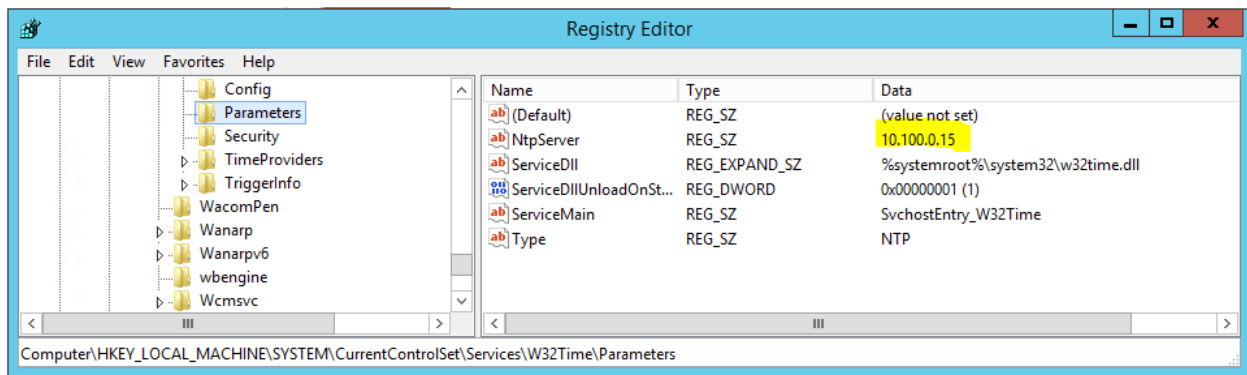 Registry Editor
File Edit View Favorites Help
Config
Parameters
Security
TimeProviders
TriggerInfo
WacomPen
Wanarp
Wanarpv6
wbengine
Wcmsvc
Name Type Data
(Default) REG_SZ (value not set)
NtpServer REG_SZ 10.100.0.15
ServiceDll REG_EXPAND_SZ %systemroot%\system32\w32time.dll
ServiceDllUnloadOnSt... REG_DWORD 0x00000001 (1)
ServiceMain REG_SZ SvchostEntry_W32Time
Type REG_SZ NTP
Computer\HKEY_LOCAL_MACHINE\SYSTEM\CurrentControlSet\Services\W32Time\Parameters